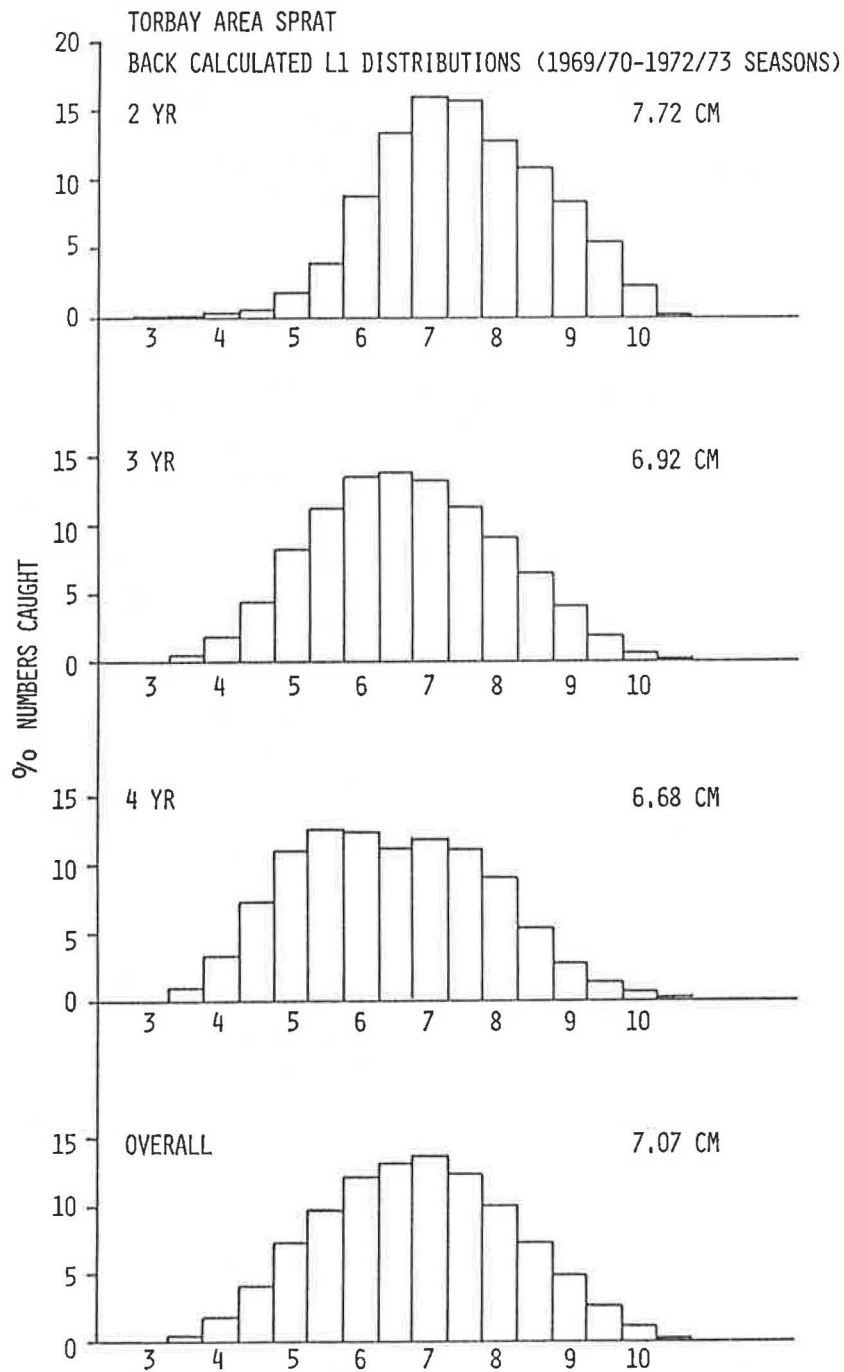 TORBAY AREA SPRAT
BACK CALCULATED L1 DISTRIBUTIONS (1969/70-1972/73 SEASONS)
% NUMBERS CAUGHT
20
15
10
5
0
2 YR 7.72 CM
3 4 5 6 7 8 9 10
15
10
5
0
3 YR 6.92 CM
3 4 5 6 7 8 9 10
15
10
5
0
4 YR 6.68 CM
3 4 5 6 7 8 9 10
15
10
5
0
OVERALL 7.07 CM
3 4 5 6 7 8 9 10